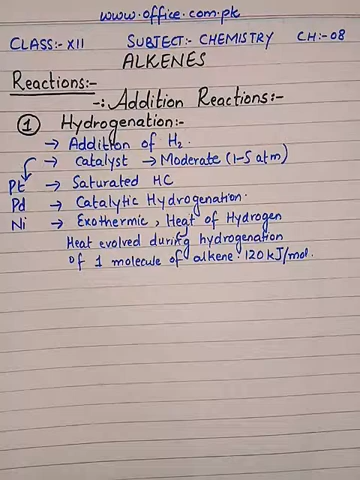 www.office.com.pk
CLASS:- XII SUBJECT:- CHEMISTRY CH:-08
ALKENES
Reactions:-
-: Addition Reactions:-
① Hydrogenation:-
→ Addition of H₂.
→ Catalyst → Moderate (1-5 atm)
Pt → Saturated HC
Pd → Catalytic Hydrogenation.
Ni → Exothermic, Heat of Hydrogen
Heat evolved during hydrogenation
Of 1 molecule of alkene. 120 kJ/mol.